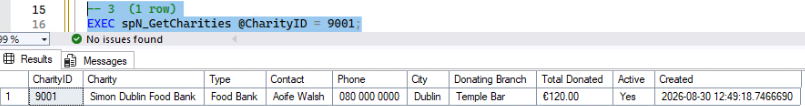 15 -- 3 (1 row)
16 EXEC spN_GetCharities @CharityID = 9001;
99 % No issues found
Results Messages
CharityID Charity Type Contact Phone City Donating Branch Total Donated Active Created
1 9001 Simon Dublin Food Bank Food Bank Aoife Walsh 080 000 0000 Dublin Temple Bar €120.00 Yes 2026-08-30 12:49:18.7466690